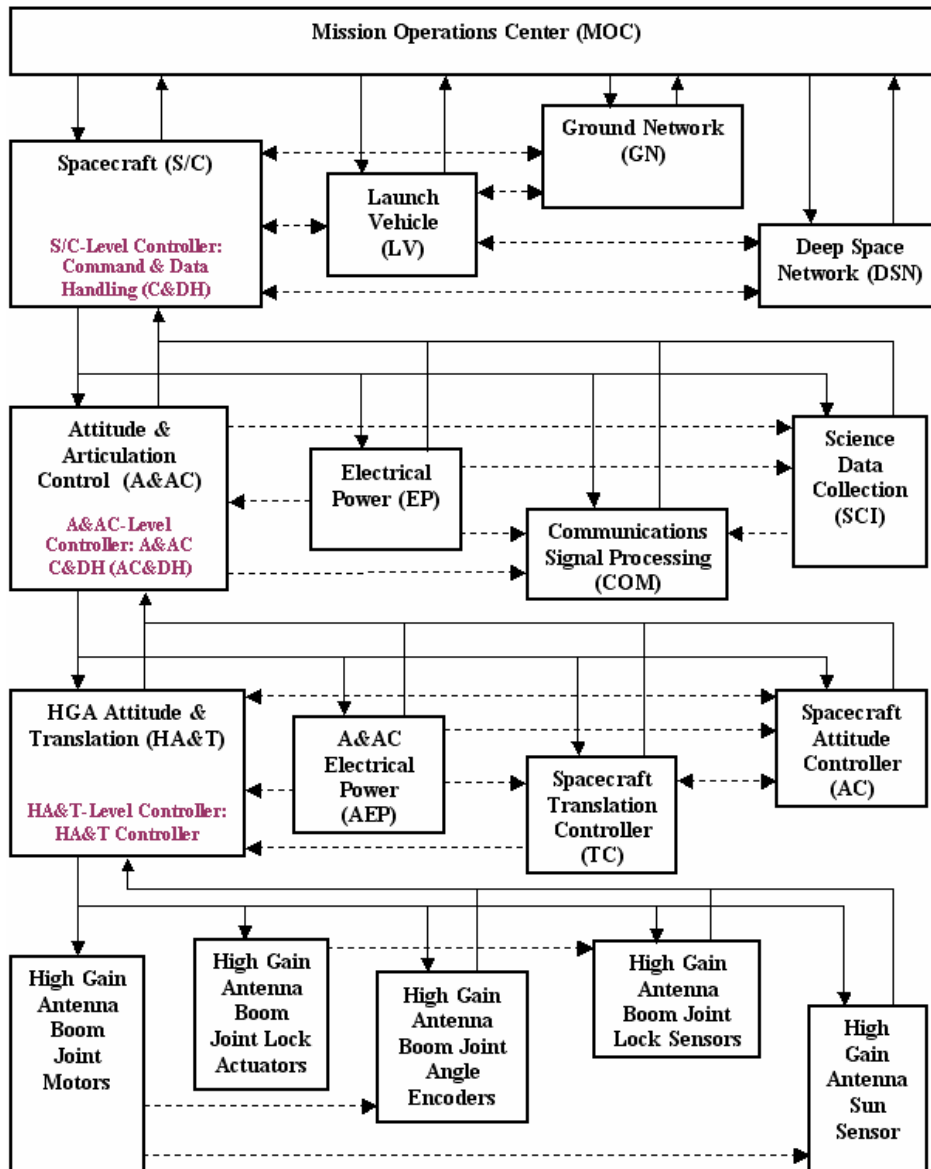 Mission Operations Center (MOC)
Spacecraft (S/C)
S/C-Level Controller:
Command & Data
Handling (C&DH)
Launch
Vehicle
(LV)
Ground Network
(GN)
Deep Space
Network (DSN)
Attitude &
Articulation
Control (A&AC)
A&AC-Level
Controller: A&AC
C&DH (AC&DH)
Electrical
Power (EP)
Communications
Signal Processing
(COM)
Science
Data
Collection
(SCI)
HGA Attitude &
Translation (HA&T)
HA&T-Level Controller:
HA&T Controller
A&AC
Electrical
Power
(AEP)
Spacecraft
Translation
Controller
(TC)
Spacecraft
Attitude
Controller
(AC)
High Gain
Antenna
Boom
Joint
Motors
High Gain
Antenna
Boom
Joint Lock
Actuators
High Gain
Antenna
Boom Joint
Angle
Encoders
High Gain
Antenna
Boom Joint
Lock Sensors
High
Gain
Antenna
Sun
Sensor